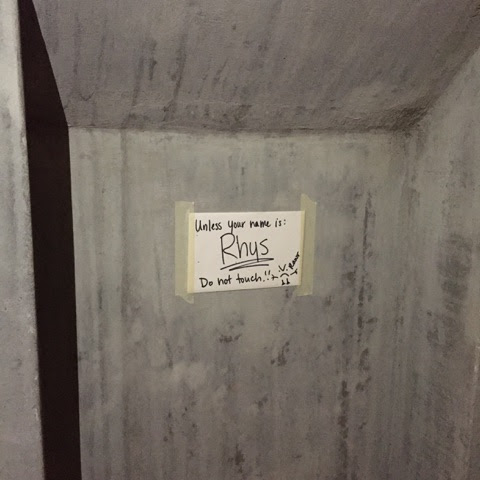 Unless your name is:
Rhys
Do not touch!!